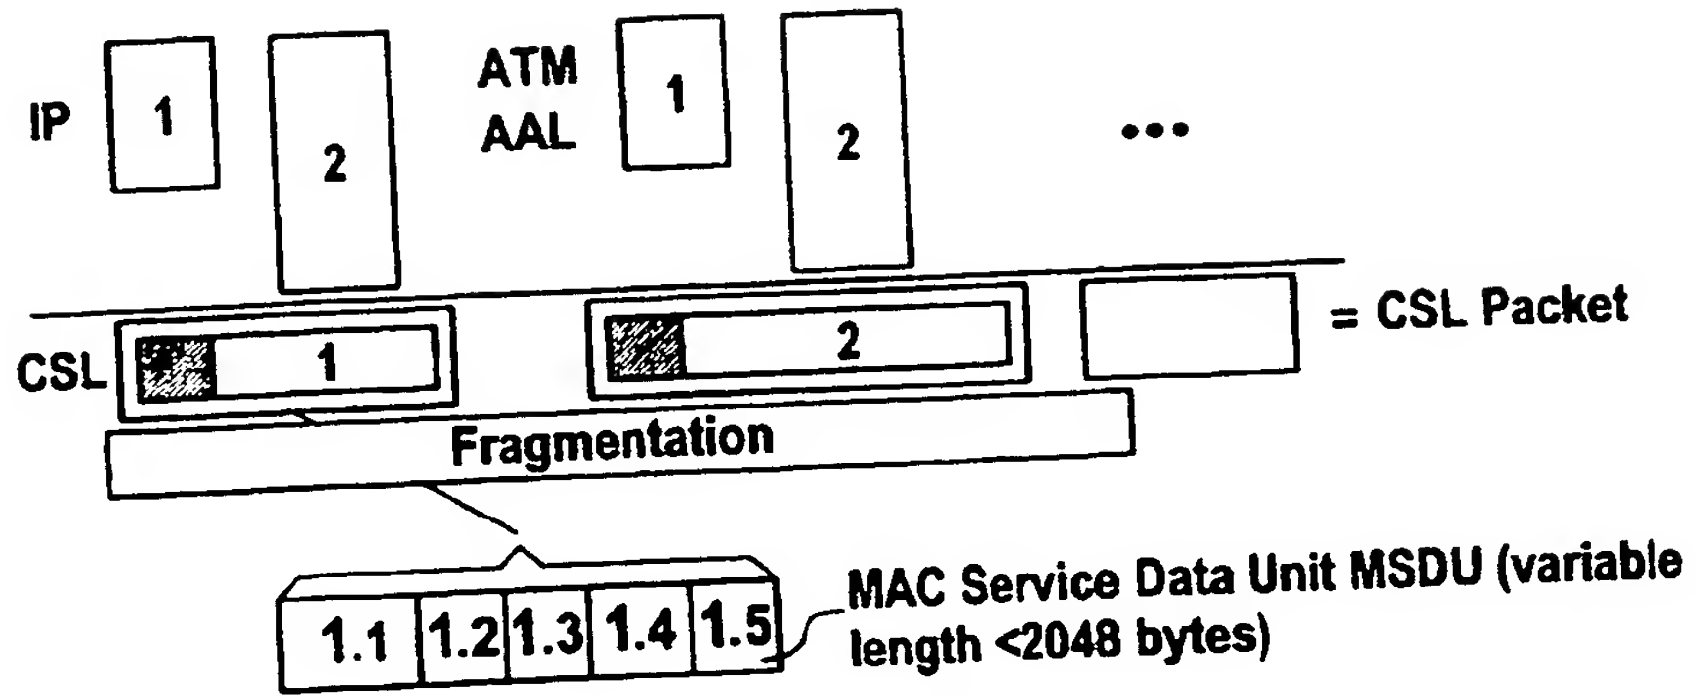 IP
1
2
ATM
AAL
1
2
•••
CSL
1
2
= CSL Packet
Fragmentation
1.1
1.2
1.3
1.4
1.5
MAC Service Data Unit MSDU (variable
length <2048 bytes)